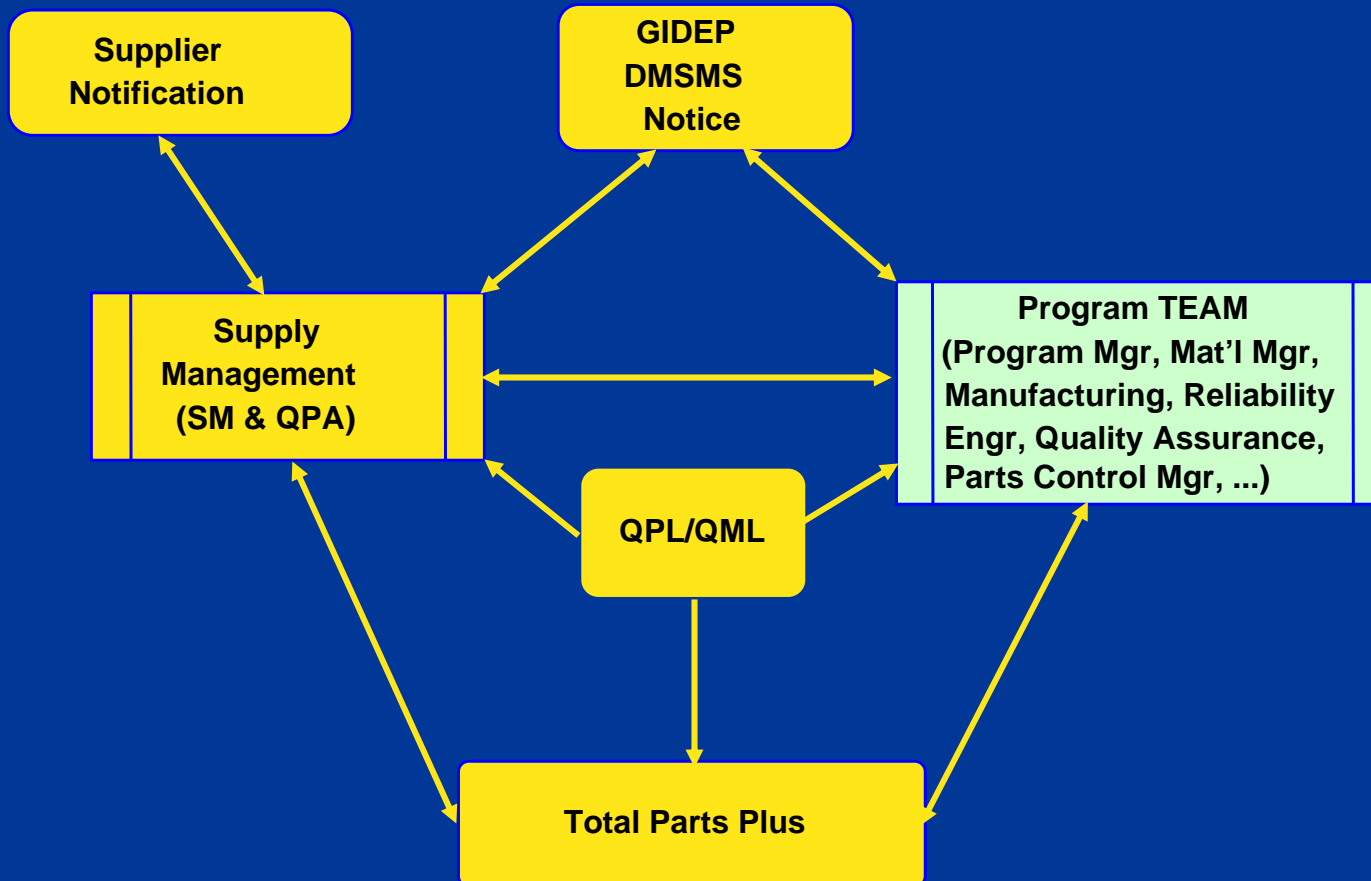 Supplier
Notification
GIDEP
DMSMS
Notice
Supply
Management
(SM & QPA)
Program TEAM
(Program Mgr, Mat’l Mgr,
Manufacturing, Reliability
Engr, Quality Assurance,
Parts Control Mgr, ...)
QPL/QML
Total Parts Plus